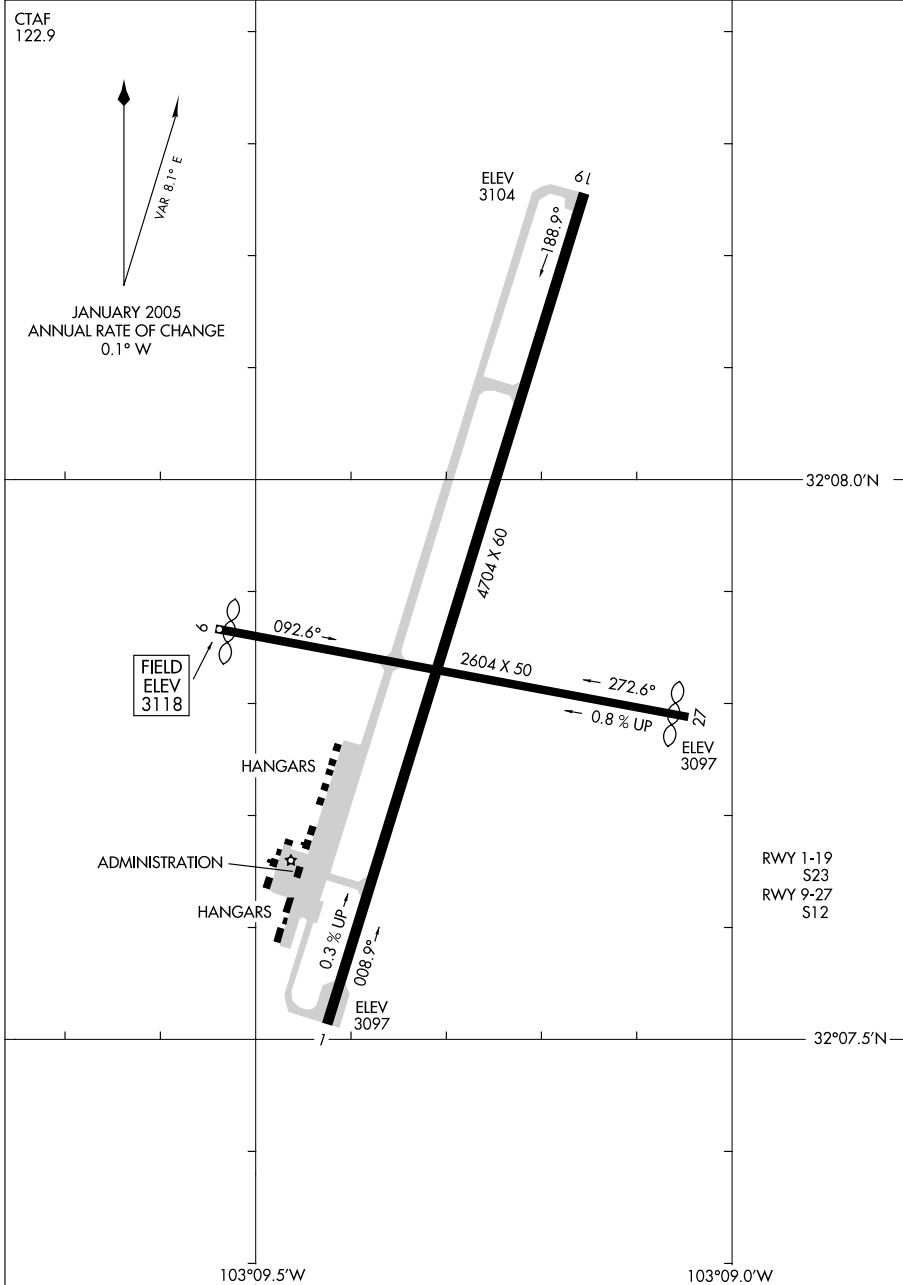 CTAF
122.9
VAR 8.1° E
JANUARY 2005
ANNUAL RATE OF CHANGE
0.1° W
ELEV
3104
19
188.9°
32°08.0'N
4704 X 60
9
092.6°
FIELD
ELEV
3118
2604 X 50
272.6°
0.8 % UP
27
ELEV
3097
HANGARS
ADMINISTRATION
HANGARS
RWY 1-19
S23
RWY 9-27
S12
0.3 % UP
008.9°
ELEV
3097
1
32°07.5'N
103°09.5'W
103°09.0'W